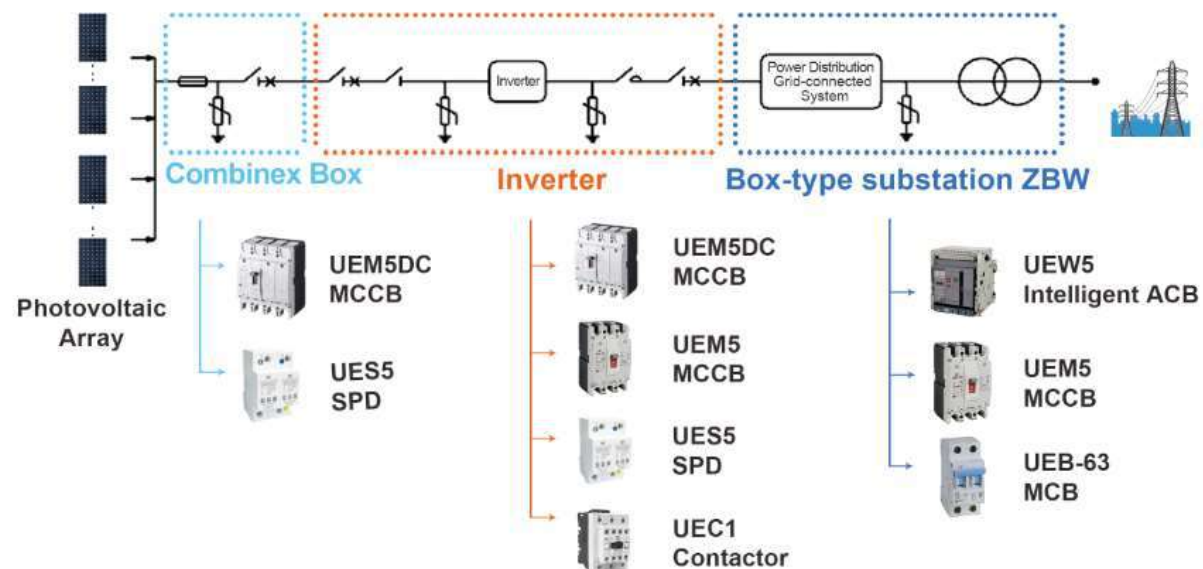 Inverter
Power Distribution
Grid-connected
System
Combinex Box
Inverter
Box-type substation ZBW
Photovoltaic
Array
UEM5DC
MCCB
UES5
SPD
UEM5DC
MCCB
UEM5
MCCB
UES5
SPD
UEC1
Contactor
UEW5
Intelligent ACB
UEM5
MCCB
UEB-63
MCB